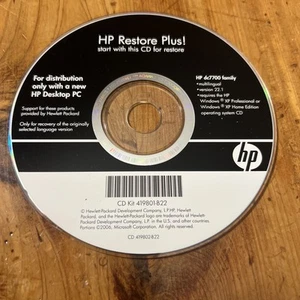 HP Restore Plus!
start with this CD for restore
For distribution
only with a new
HP Desktop PC
Support for these products
provided by Hewlett Packard
Only for recovery of the originally
selected language version
HP dc7700 family
• multilingual
• version 22.1
• requires the HP
Windows® XP Professional or
Windows® XP Home Edition
operating system CD
hp
CD Kit 419801-B22
© Hewlett-Packard Development Company, L.P. HP, Hewlett
Packard, and the Hewlett-Packard logo are trademarks of Hewlett-
Packard Development Company, L.P. in the U.S. and other countries.
Portions ©2006, Microsoft Corporation. All rights reserved.
CD 419802-B22